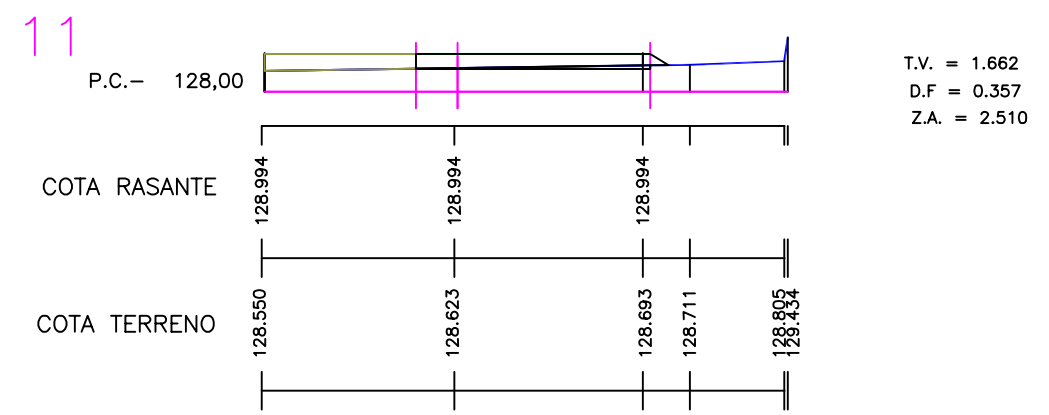 11
P.C.– 128,00
T.V. = 1.662
D.F = 0.357
Z.A. = 2.510
COTA RASANTE
128.994 128.994 128.994
COTA TERRENO
128.550 128.623 128.693 128.711 128.805 129.434